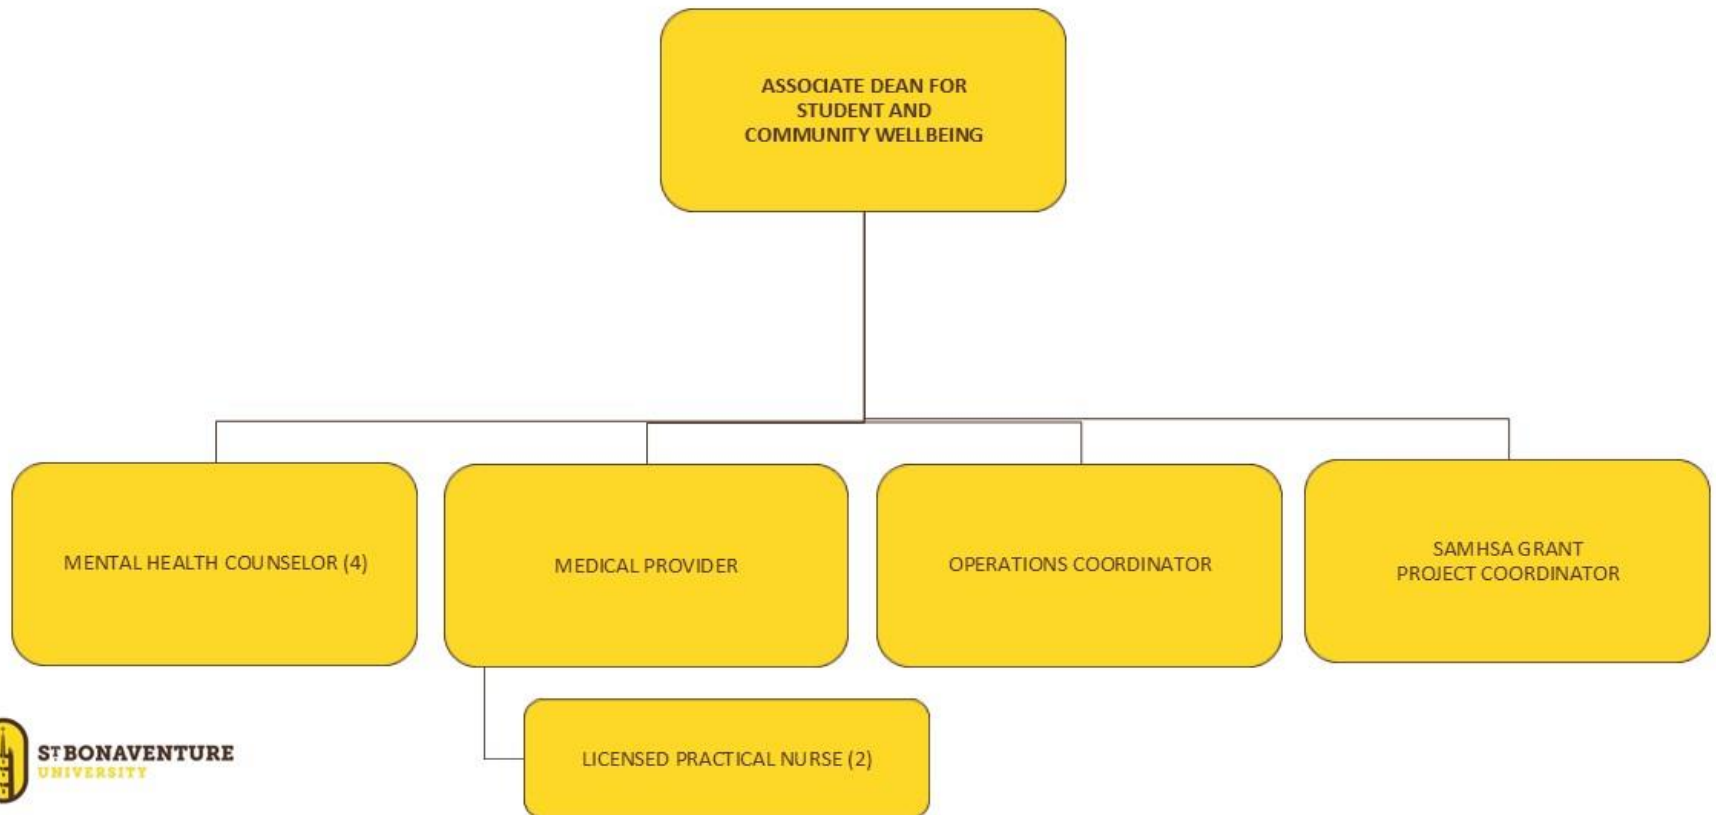 ASSOCIATE DEAN FOR
STUDENT AND
COMMUNITY WELLBEING
MENTAL HEALTH COUNSELOR (4)
MEDICAL PROVIDER
OPERATIONS COORDINATOR
SAMHSA GRANT
PROJECT COORDINATOR
LICENSED PRACTICAL NURSE (2)
ST BONAVENTURE
UNIVERSITY